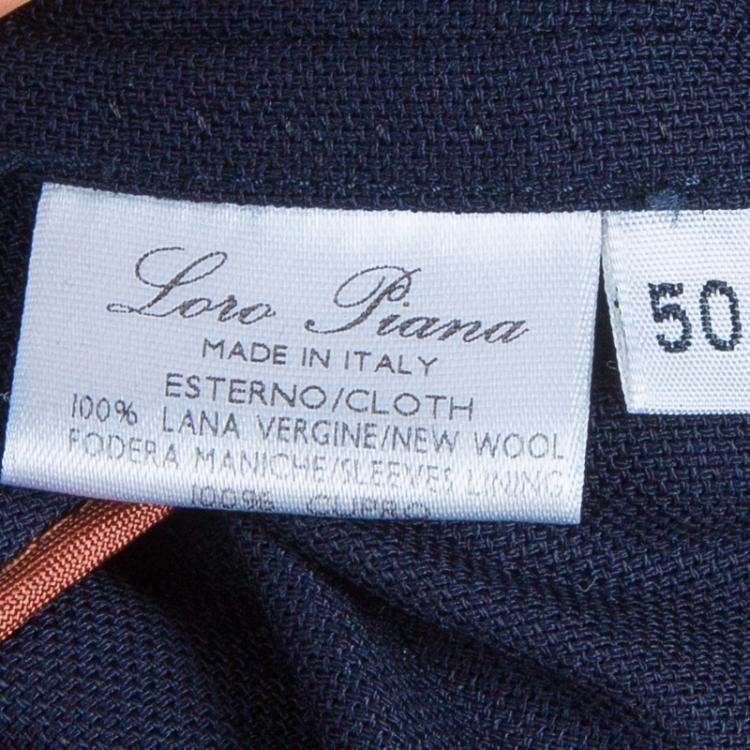 Loro Piana
MADE IN ITALY
ESTERNO/CLOTH
100% LANA VERGINE/NEW WOOL
FODERA MANICHE/SLEEVES LINING
100% CUPRO
50